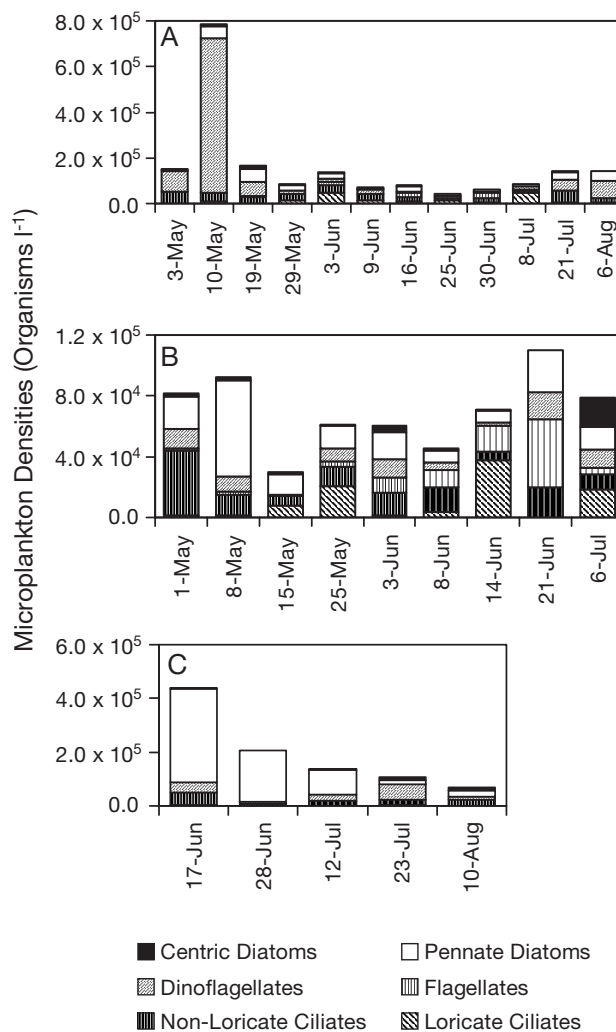 Microplankton Densities (Organisms l⁻¹)
A
8.0 x 10⁵
6.0 x 10⁵
4.0 x 10⁵
2.0 x 10⁵
0.0
3-May
10-May
19-May
29-May
3-Jun
9-Jun
16-Jun
25-Jun
30-Jun
8-Jul
21-Jul
6-Aug
B
1.2 x 10⁵
8.0 x 10⁴
4.0 x 10⁴
0.0
1-May
8-May
15-May
25-May
3-Jun
8-Jun
14-Jun
21-Jun
6-Jul
C
6.0 x 10⁵
4.0 x 10⁵
2.0 x 10⁵
0.0
17-Jun
28-Jun
12-Jul
23-Jul
10-Aug
Centric Diatoms
Pennate Diatoms
Dinoflagellates
Flagellates
Non-Loricate Ciliates
Loricate Ciliates